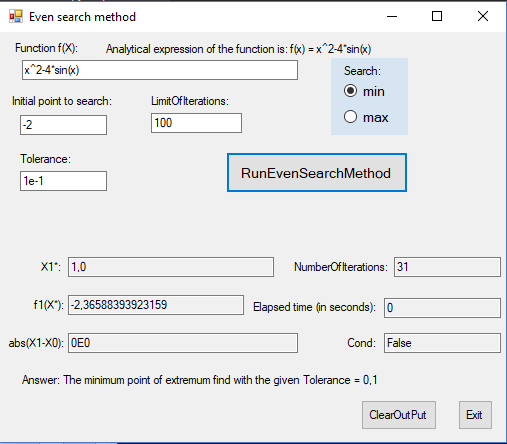 Even search method
Function f(X): Analytical expression of the function is: f(x) = x^2-4*sin(x)
x^2-4*sin(x)
Search:
min
max
Initial point to search: LimitOfIterations:
-2 100
Tolerance:
1e-1
RunEvenSearchMethod
X1*: 1,0 NumberOfIterations: 31
f1(X*): -2,36588393923159 Elapsed time (in seconds): 0
abs(X1-X0): 0E0 Cond: False
Answer: The minimum point of extremum find with the given Tolerance = 0,1
ClearOutPut Exit